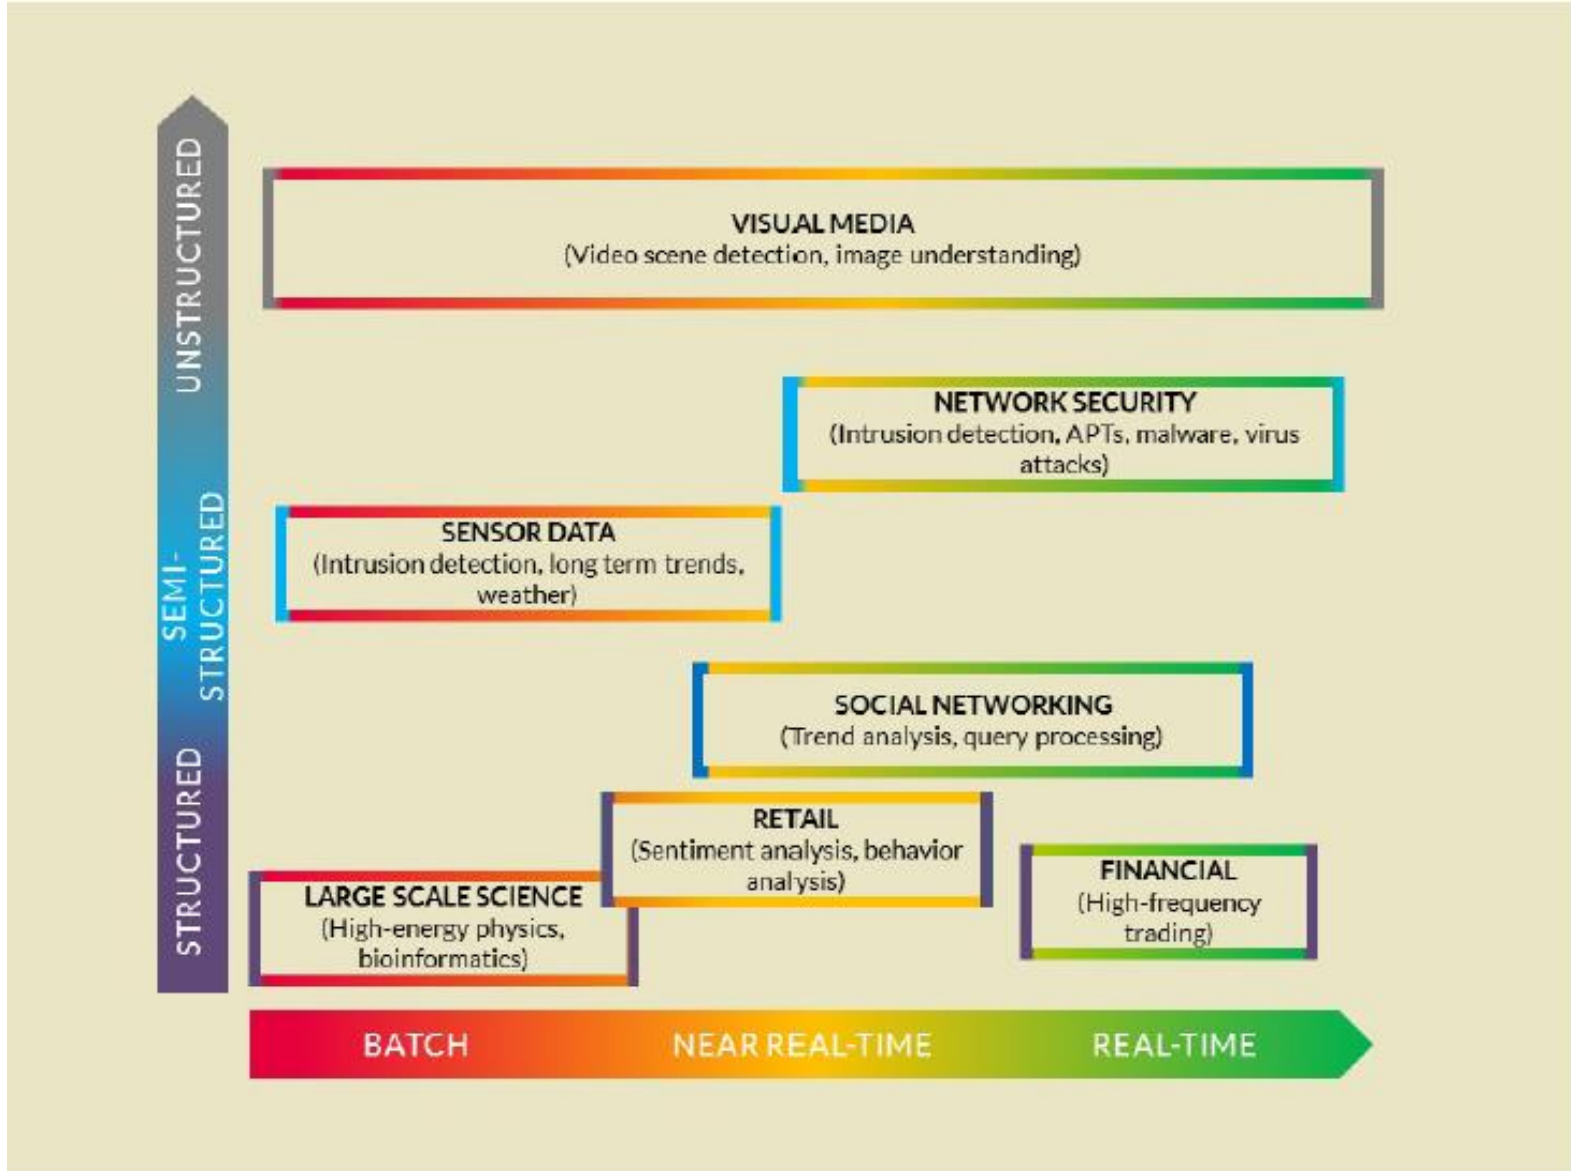 UNSTRUCTURED
SEMI-
STRUCTURED
STRUCTURED
VISUAL MEDIA
(Video scene detection, image understanding)
NETWORK SECURITY
(Intrusion detection, APTs, malware, virus
attacks)
SENSOR DATA
(Intrusion detection, long term trends,
weather)
SOCIAL NETWORKING
(Trend analysis, query processing)
RETAIL
(Sentiment analysis, behavior
analysis)
FINANCIAL
(High-frequency
trading)
LARGE SCALE SCIENCE
(High-energy physics,
bioinformatics)
BATCH
NEAR REAL-TIME
REAL-TIME